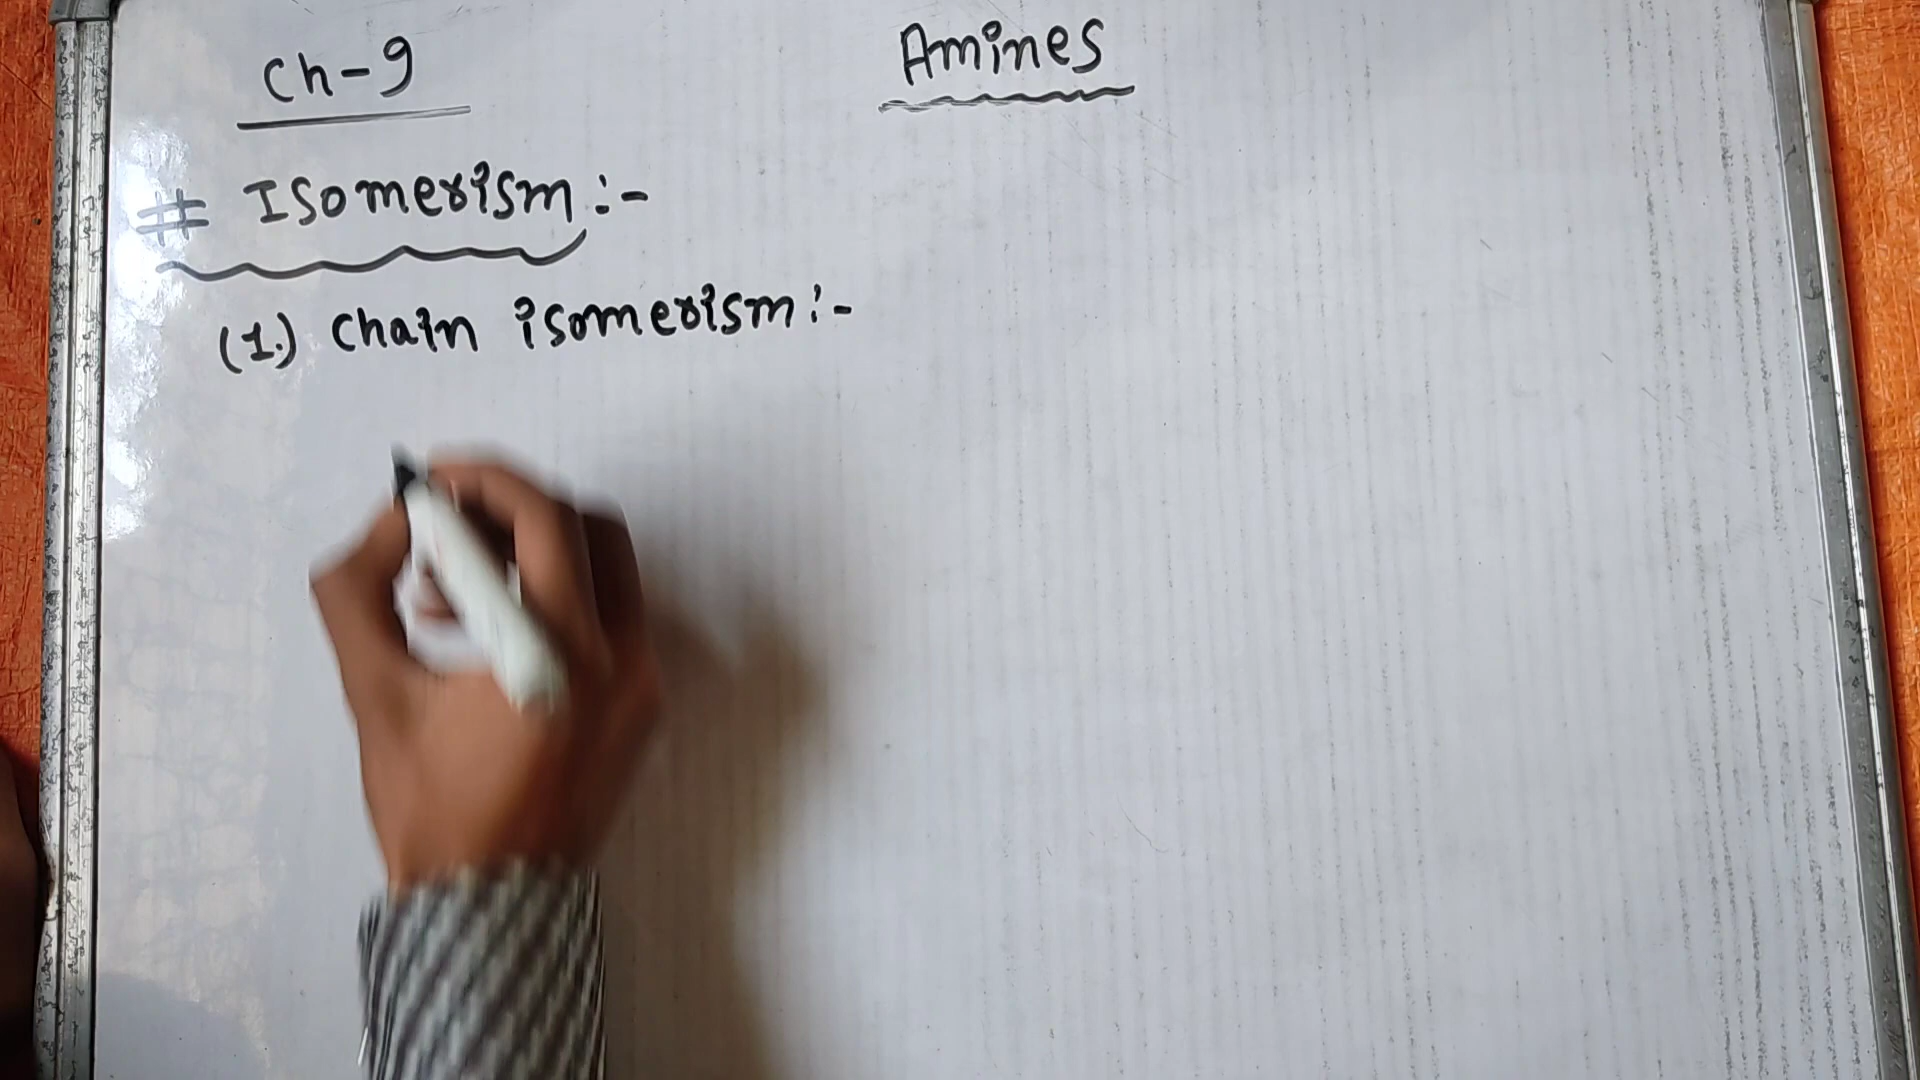 Ch-9
Amines
# Isomerism:-
(1.) Chain isomerism:-